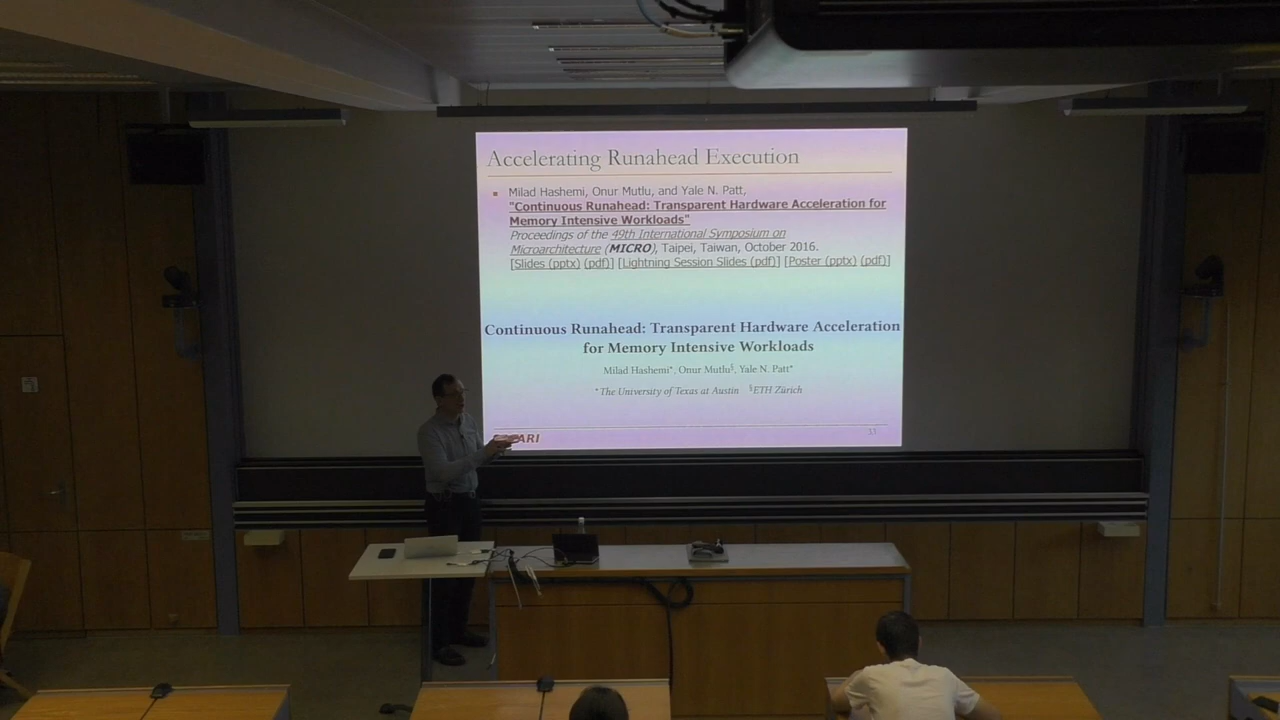 Accelerating Runahead Execution
Milad Hashemi, Onur Mutlu, and Yale N. Patt,
"Continuous Runahead: Transparent Hardware Acceleration for
Memory Intensive Workloads"
Proceedings of the 49th International Symposium on
Microarchitecture (MICRO), Taipei, Taiwan, October 2016.
[Slides (pptx) (pdf)] [Lightning Session Slides (pdf)] [Poster (pptx) (pdf)]
Continuous Runahead: Transparent Hardware Acceleration
for Memory Intensive Workloads
Milad Hashemi*, Onur Mutlu§, Yale N. Patt*
*The University of Texas at Austin §ETH Zürich
33